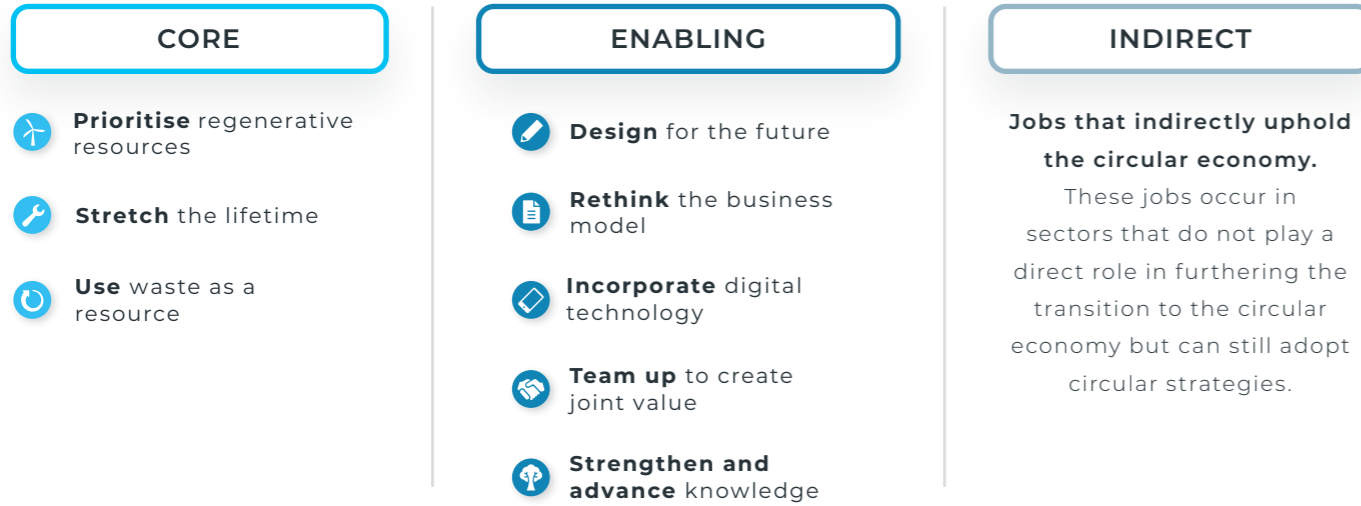 CORE
Prioritise regenerative
resources
Stretch the lifetime
Use waste as a
resource
ENABLING
Design for the future
Rethink the business
model
Incorporate digital
technology
Team up to create
joint value
Strengthen and
advance knowledge
INDIRECT
Jobs that indirectly uphold
the circular economy.
These jobs occur in
sectors that do not play a
direct role in furthering the
transition to the circular
economy but can still adopt
circular strategies.